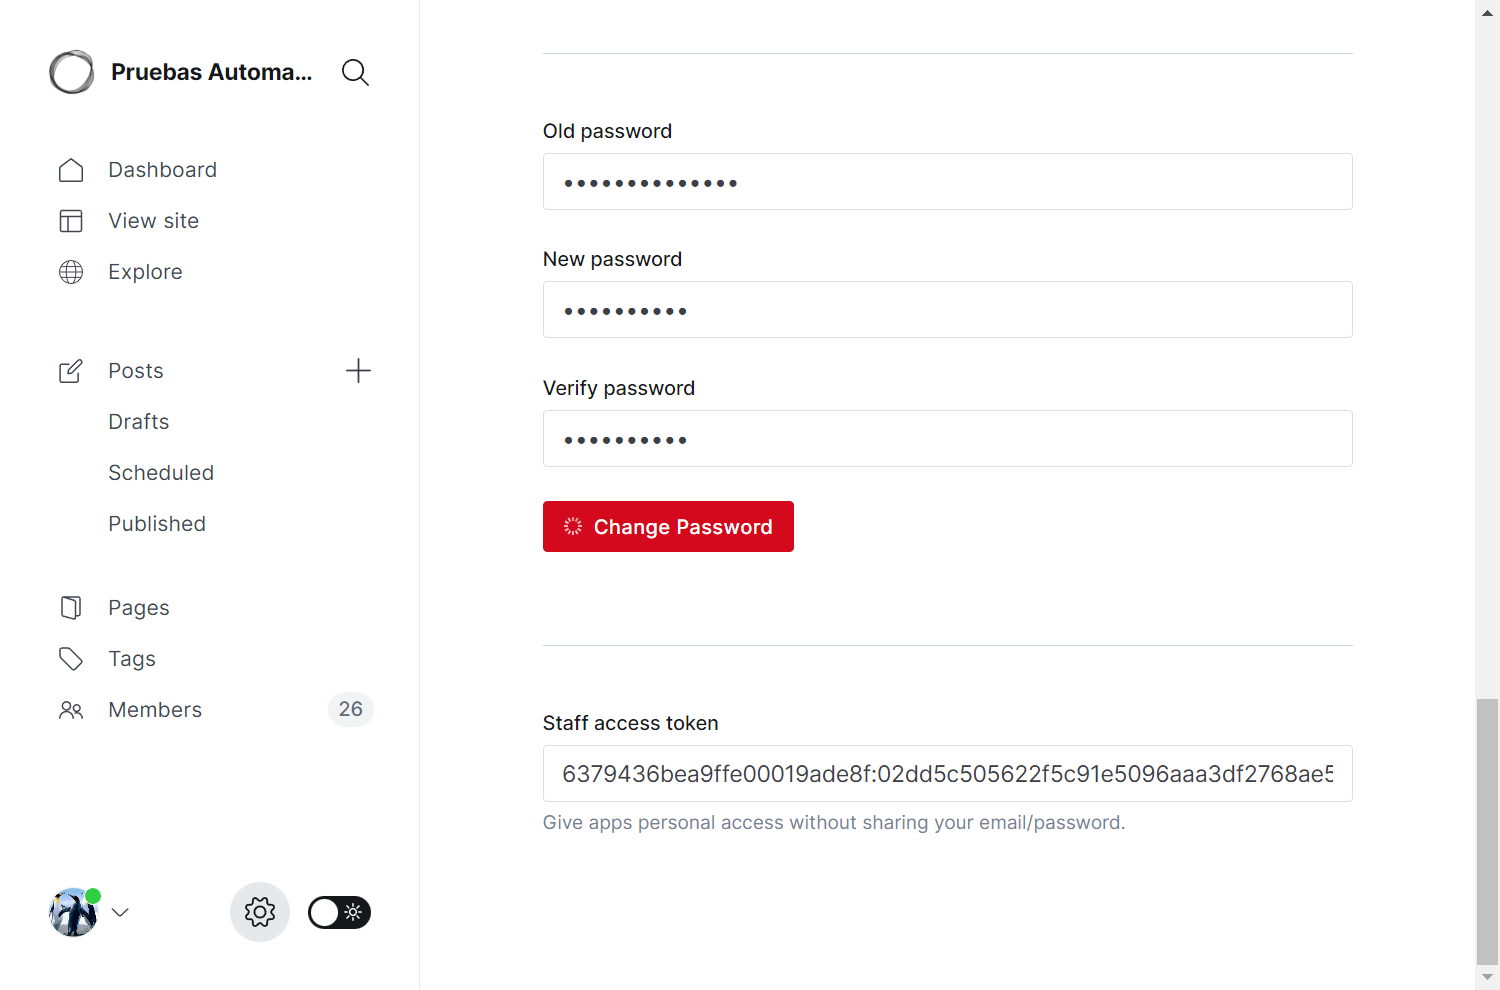 Pruebas Automa...
Dashboard
View site
Explore
Posts
Drafts
Scheduled
Published
Pages
Tags
Members 26
Old password
••••••••••••••
New password
••••••••••
Verify password
••••••••••
Change Password
Staff access token
6379436bea9ffe00019ade8f:02dd5c505622f5c91e5096aaa3df2768ae5
Give apps personal access without sharing your email/password.